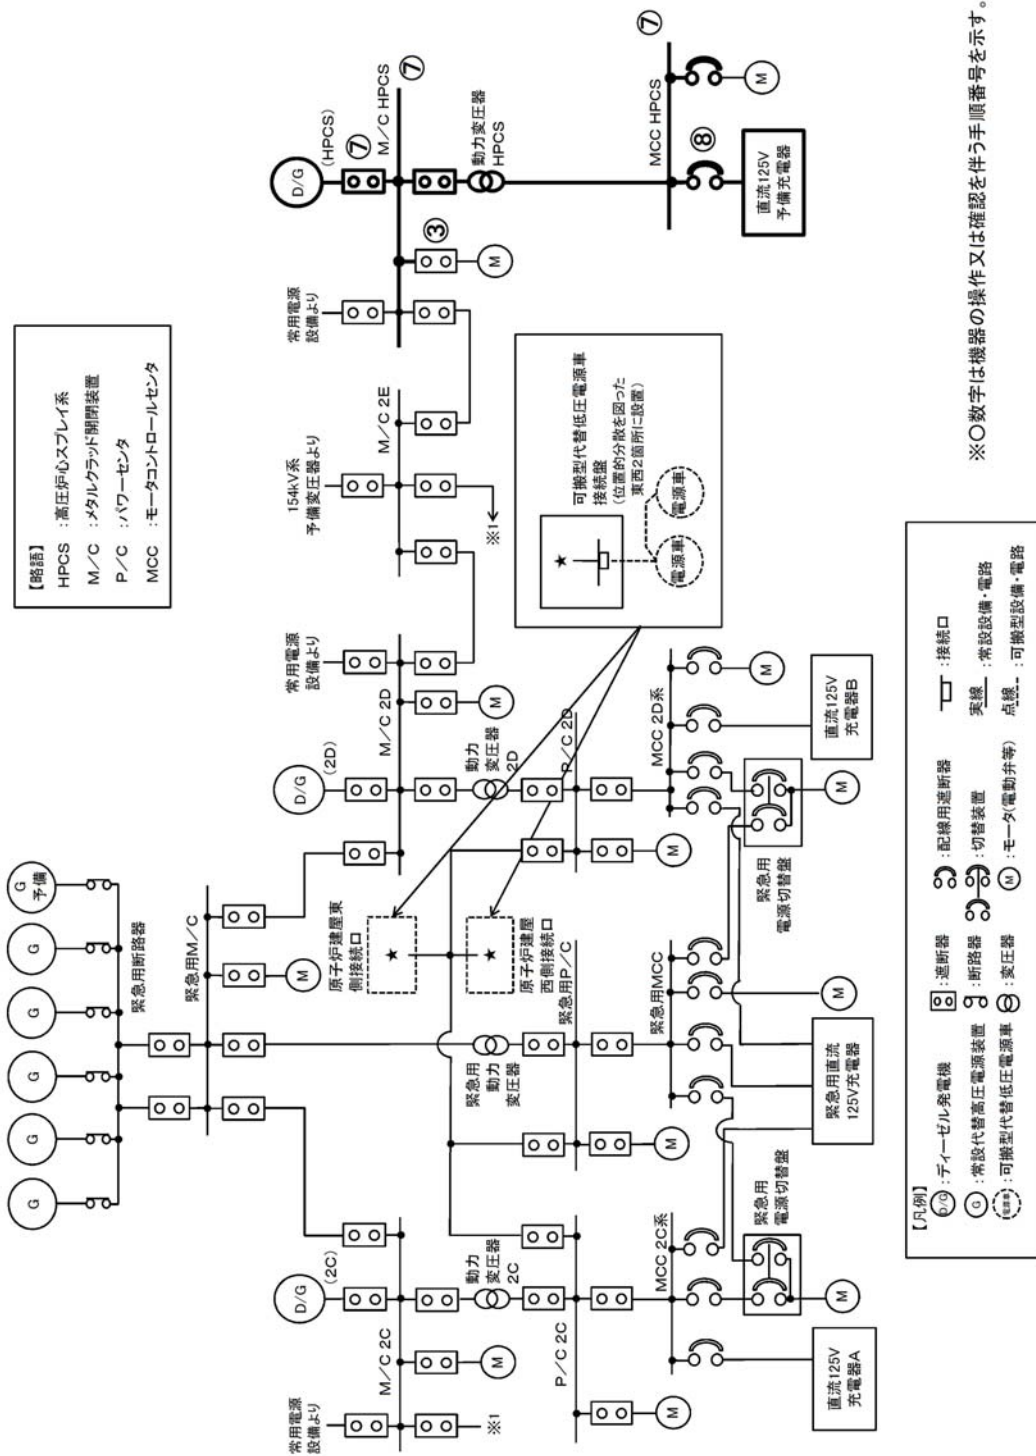 【略語】
HPCS :高圧炉心スプレイ系
M/C :メタルクラッド開閉装置
P/C :パワーセンタ
MCC :モータコントロールセンタ
G
G
G
G
G
G
予備
緊急用断路器
緊急用M/C
M
常用電源
設備より
D/G
(2C)
M/C 2C
※1
M
動力
変圧器
2C
P/C 2C
M
MCC 2C系
直流125V
充電器A
緊急用
電源切替盤
M
緊急用
動力
変圧器
緊急用P/C
M
緊急用MCC
M
緊急用直流
125V充電器
原子炉建屋東
側接続口
★
原子炉建屋
西側接続口
★
D/G
(2D)
常用電源
設備より
M/C 2D
M
動力
変圧器
2D
P/C 2D
M
MCC 2D系
M
直流125V
充電器B
緊急用
電源切替盤
M
154kV系
予備変圧器より
M/C 2E
※1
可搬型代替低圧電源車
接続盤
(位置的分散を図った
東西2箇所に設置)
★
電源車
電源車
常用電源
設備より
D/G
(HPCS)
⑦
M/C HPCS
⑦
③
M
動力変圧器
HPCS
MCC HPCS
⑦
⑧
M
直流125V
予備充電器
【凡例】
D/G :ディーゼル発電機
G :常設代替高圧電源装置
電源車 :可搬型代替低圧電源車
:遮断器
:断路器
:変圧器
:配線用遮断器
:切替装置
M :モータ(電動弁等)
:接続口
実線 :常設設備・電路
点線 :可搬型設備・電路
※○数字は機器の操作又は確認を伴う手順番号を示す。